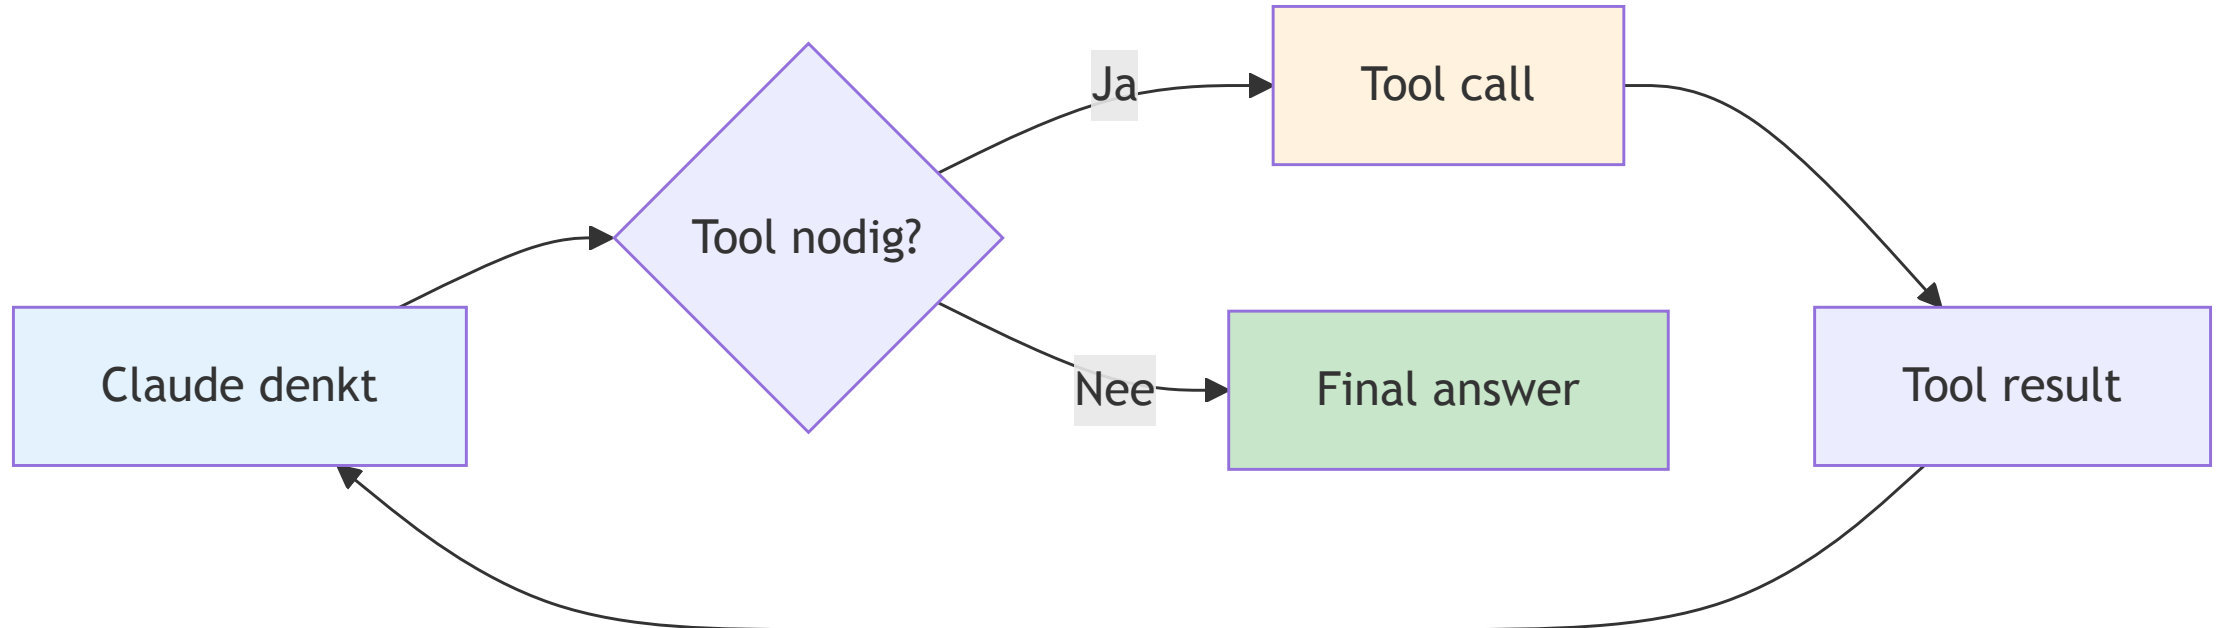 Claude denkt
Tool nodig?
Ja
Tool call
Nee
Final answer
Tool result